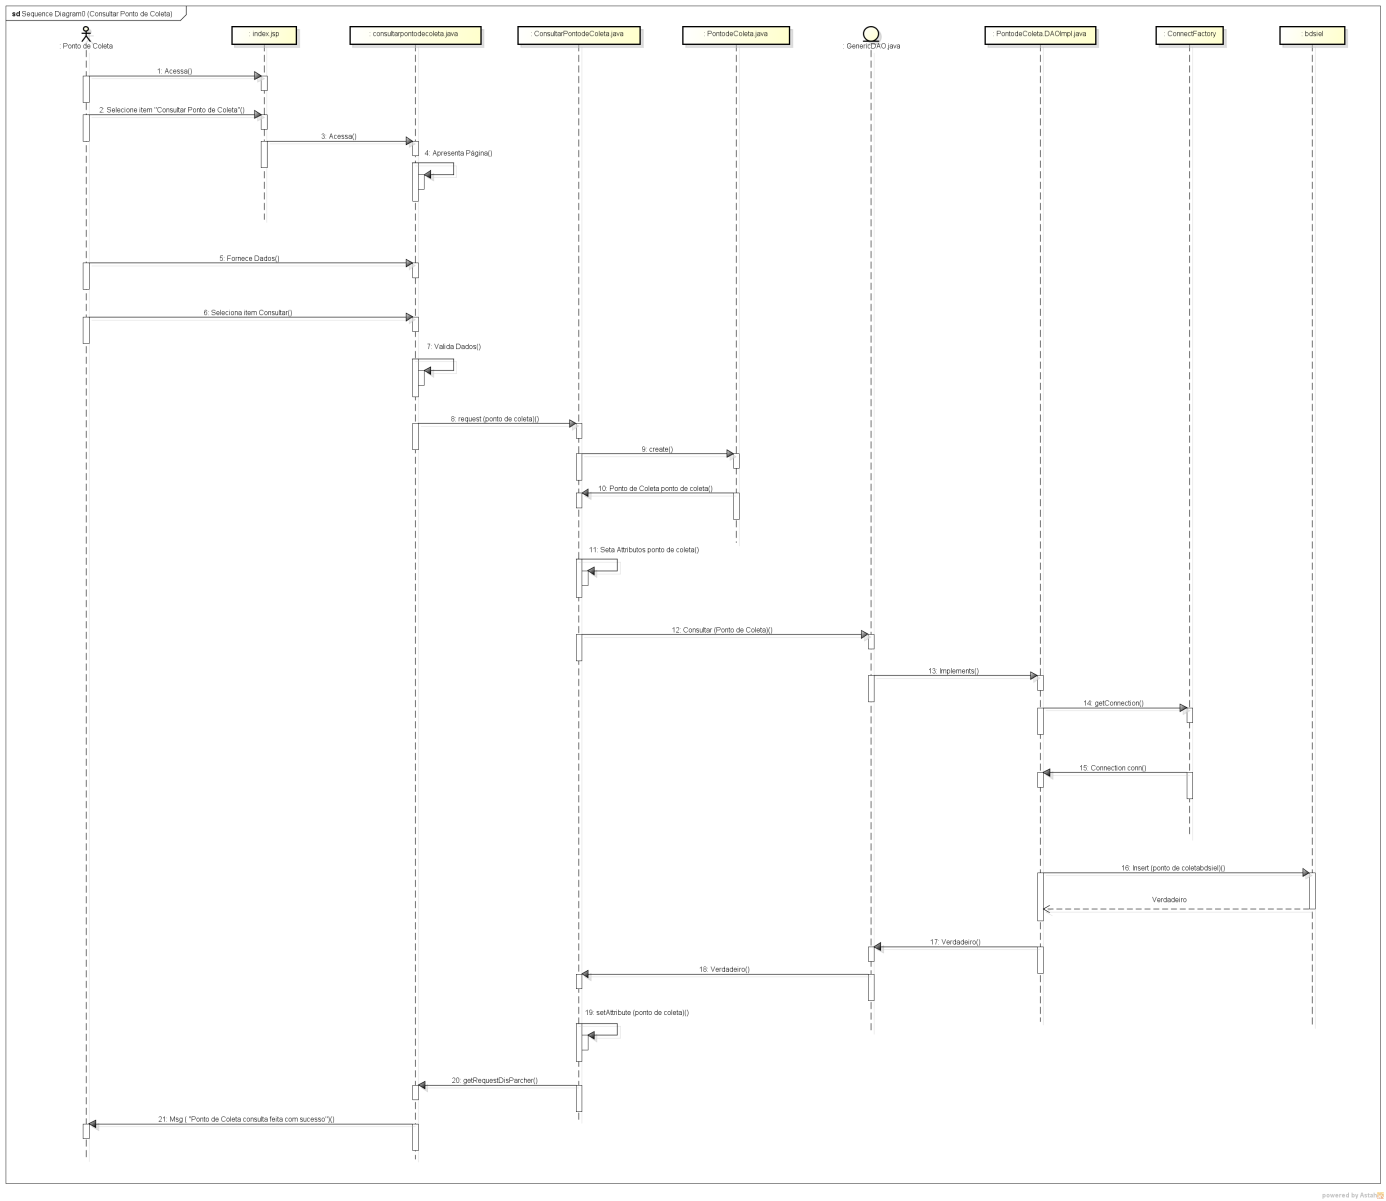 sd Sequence Diagram0 (Consultar Ponto de Coleta)
: Ponto de Coleta
: index.jsp
: consultarpontodecoleta.java
: ConsultarPontodeColeta.java
: PontodeColeta.java
: GenericDAO.java
: PontodeColeta.DAOImpl.java
: ConnectFactory
: bdsiel
1: Acessa()
2: Selecione item "Consultar Ponto de Coleta"()
3: Acessa()
4: Apresenta Página()
5: Fornece Dados()
6: Seleciona item Consultar()
7: Valida Dados()
8: request (ponto de coleta)()
9: create()
10: Ponto de Coleta ponto de coleta()
11: Seta Attributos ponto de coleta()
12: Consultar (Ponto de Coleta)()
13: Implements()
14: getConnection()
15: Connection conn()
16: Insert (ponto de coletabdsiel)()
Verdadeiro
17: Verdadeiro()
18: Verdadeiro()
19: setAttribute (ponto de coleta)()
20: getRequestDisParcher()
21: Msg ( "Ponto de Coleta consulta feita com sucesso")()
powered by Astah